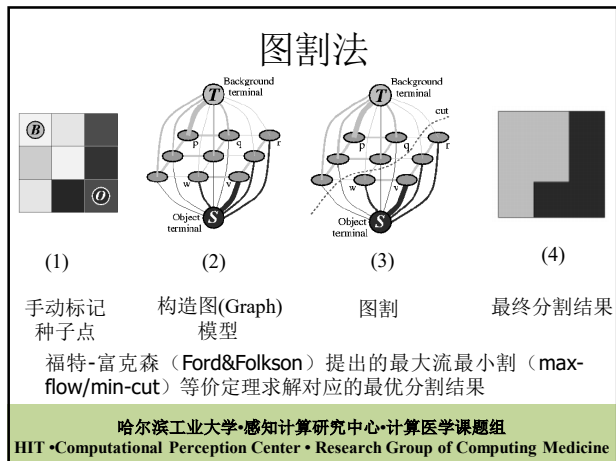 图割法
Background
terminal
T
B
p
q
r
w
v
O
S
Object
terminal
Background
terminal
T
cut
p
q
r
w
v
S
Object
terminal
(1)
(2)
(3)
(4)
手动标记
种子点
构造图(Graph)
模型
图割
最终分割结果
福特-富克森（Ford&Folkson）提出的最大流最小割（max-
flow/min-cut）等价定理求解对应的最优分割结果
哈尔滨工业大学•感知计算研究中心•计算医学课题组
HIT •Computational Perception Center • Research Group of Computing Medicine